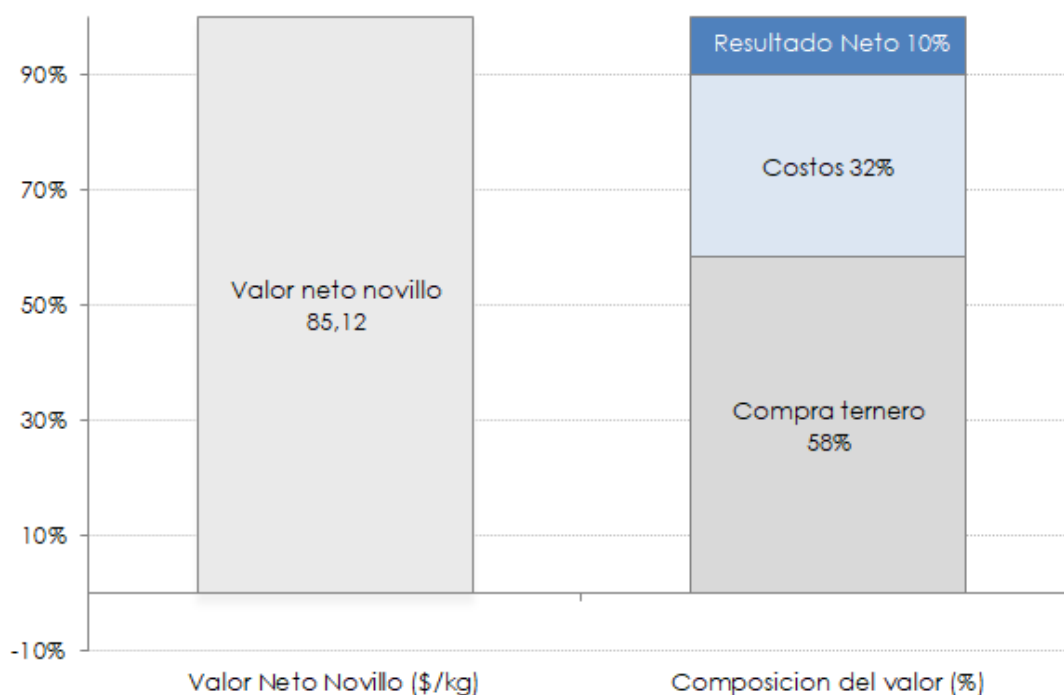 90%
70%
50%
30%
10%
-10%
Valor neto novillo
85,12
Resultado Neto 10%
Costos 32%
Compra ternero
58%
Valor Neto Novillo ($/kg)
Composicion del valor (%)